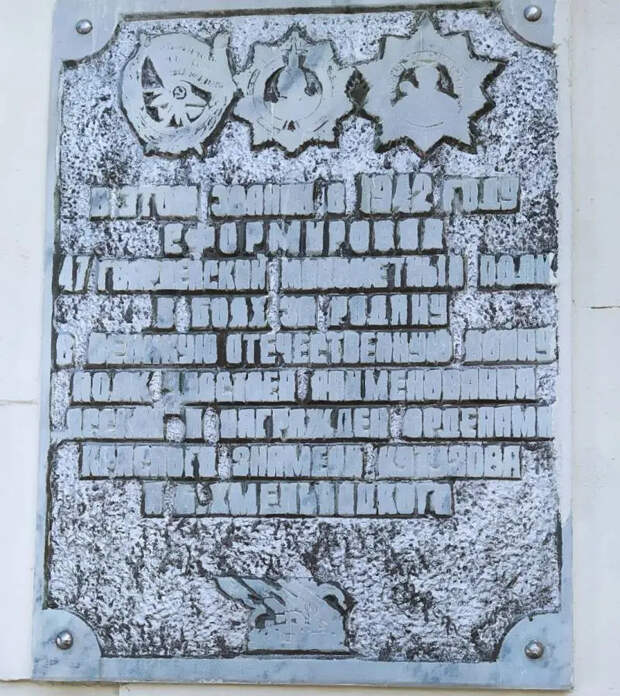 В ЭТОМ ЗДАНИИ В 1942 ГОДУ
СФОРМИРОВАН
47 ГВАРДЕЙСКИЙ МИНОМЕТНЫЙ ПОЛК
В БОЯХ ЗА РОДИНУ
В ВЕЛИКУЮ ОТЕЧЕСТВЕННУЮ ВОЙНУ
ПОЛК УДОСТОЕН НАИМЕНОВАНИЯ
И НАГРАЖДЕН ОРДЕНАМИ
КРАСНОГО ЗНАМЕНИ КУТУЗОВА
И Б. ХМЕЛЬНИЦКОГО